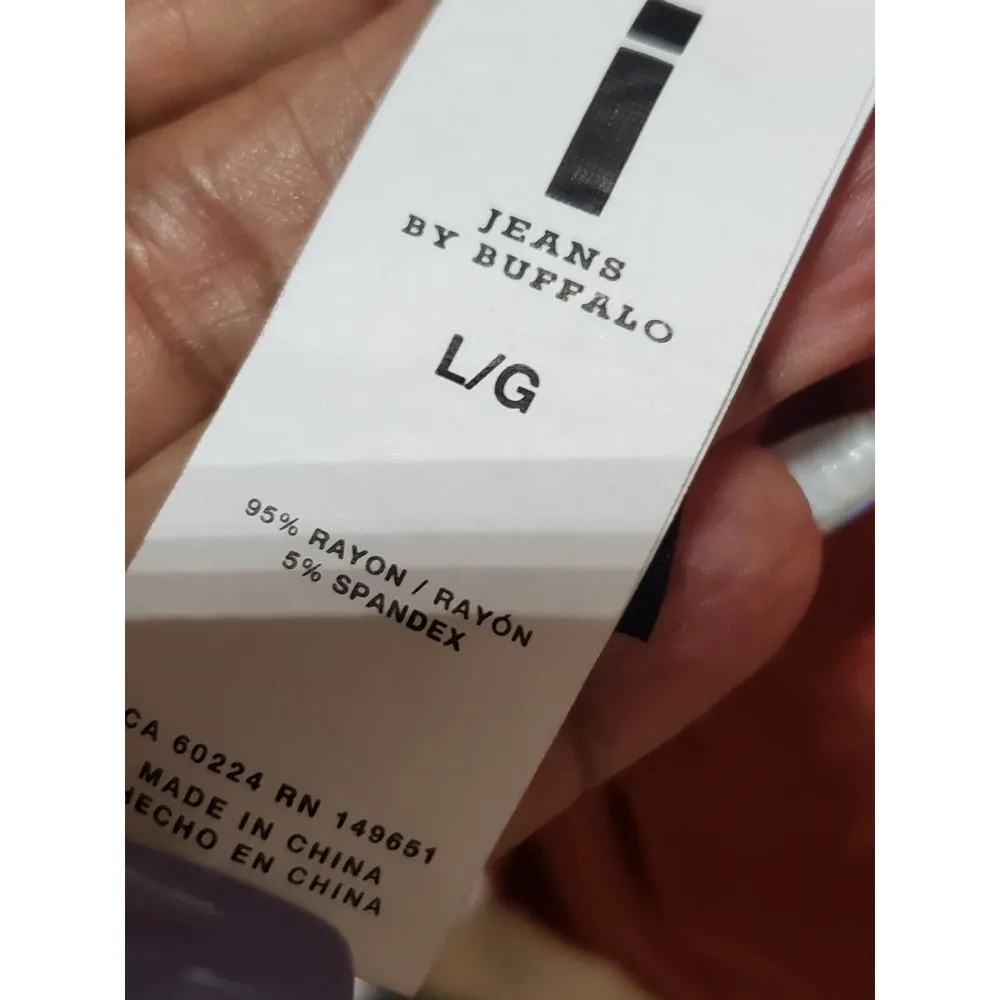 i
JEANS
BY BUFFALO
L/G
95% RAYON / RAYÓN
5% SPANDEX
CA 60224 RN 149651
MADE IN CHINA
HECHO EN CHINA